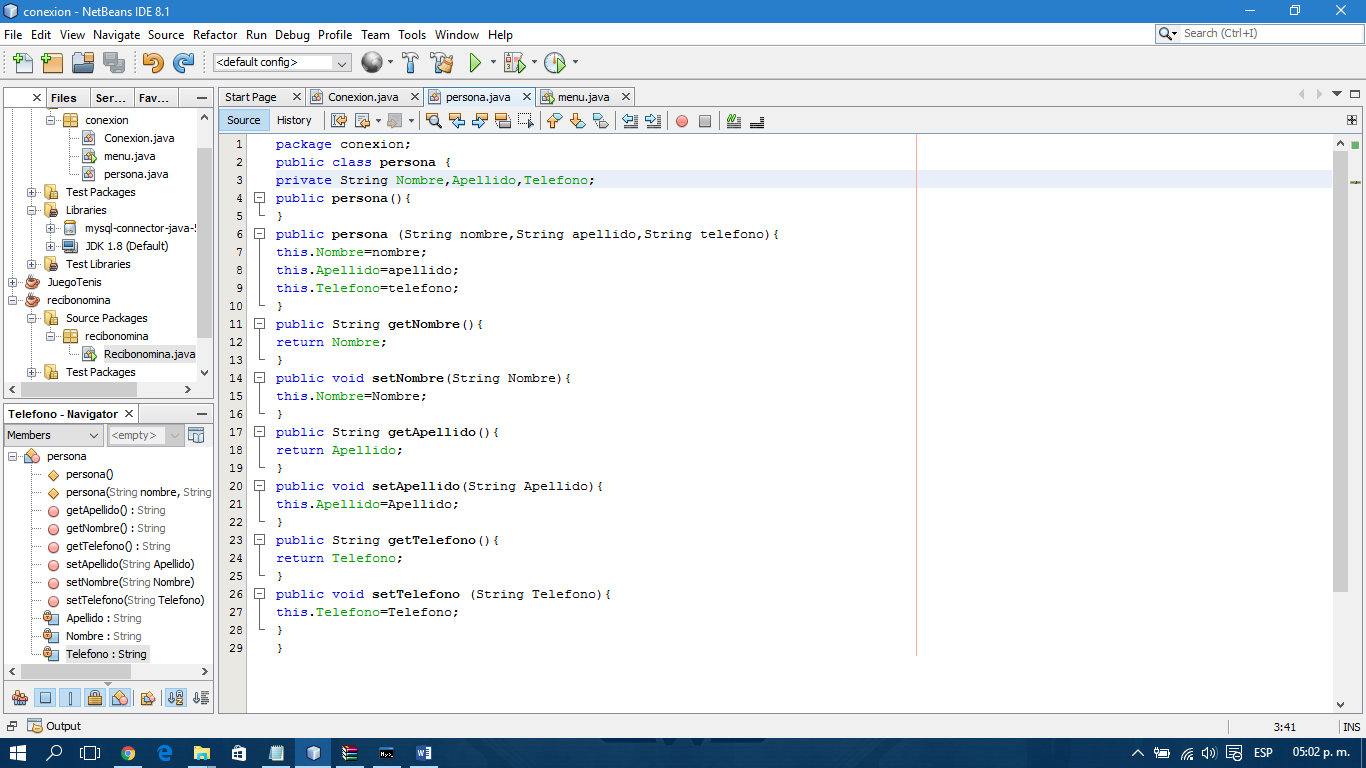 conexion - NetBeans IDE 8.1
File Edit View Navigate Source Refactor Run Debug Profile Team Tools Window Help
Search (Ctrl+I)
<default config>
Files Ser... Fav...
conexion
Conexion.java
menu.java
persona.java
Test Packages
Libraries
mysql-connector-java-5
JDK 1.8 (Default)
Test Libraries
JuegoTenis
recibonomina
Source Packages
recibonomina
Recibonomina.java
Test Packages
Telefono - Navigator
Members <empty>
persona
persona()
persona(String nombre, String
getApellido() : String
getNombre() : String
getTelefono() : String
setApellido(String Apellido)
setNombre(String Nombre)
setTelefono(String Telefono)
Apellido : String
Nombre : String
Telefono : String
Start Page Conexion.java persona.java menu.java
Source History
1 package conexion;
2 public class persona {
3 private String Nombre,Apellido,Telefono;
4 public persona(){
5 }
6 public persona (String nombre,String apellido,String telefono){
7 this.Nombre=nombre;
8 this.Apellido=apellido;
9 this.Telefono=telefono;
10 }
11 public String getNombre(){
12 return Nombre;
13 }
14 public void setNombre(String Nombre){
15 this.Nombre=Nombre;
16 }
17 public String getApellido(){
18 return Apellido;
19 }
20 public void setApellido(String Apellido){
21 this.Apellido=Apellido;
22 }
23 public String getTelefono(){
24 return Telefono;
25 }
26 public void setTelefono (String Telefono){
27 this.Telefono=Telefono;
28 }
29 }
Output
3:41 INS
ESP 05:02 p. m.